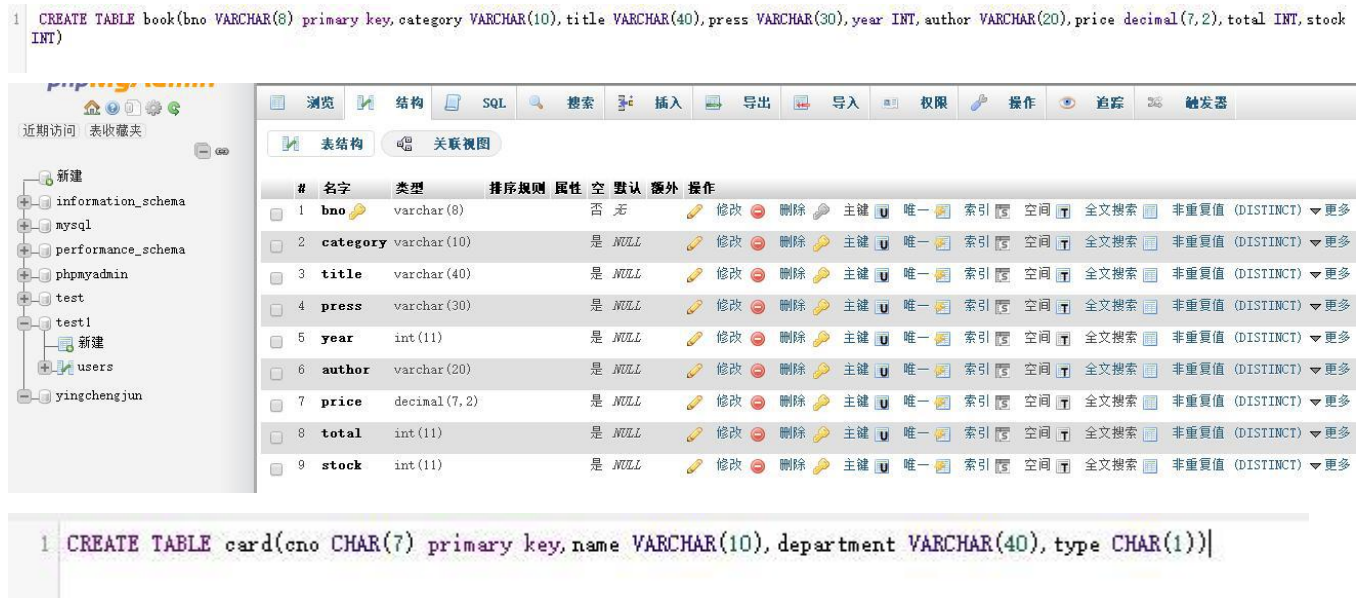 1 CREATE TABLE book(bno VARCHAR(8) primary key,category VARCHAR(10),title VARCHAR(40),press VARCHAR(30),year INT,author VARCHAR(20),price decimal(7,2),total INT,stock
INT)
近期访问 表收藏夹
新建
information_schema
mysql
performance_schema
phpmyadmin
test
test1
新建
users
yingchengjun
浏览 结构 SQL 搜索 插入 导出 导入 权限 操作 追踪 触发器
表结构 关联视图
# 名字 类型 排序规则 属性 空 默认 额外 操作
1 bno varchar(8) 否 无 修改 删除 主键 U 唯一 索引 S 空间 T 全文搜索 非重复值 (DISTINCT) 更多
2 category varchar(10) 是 NULL 修改 删除 主键 U 唯一 索引 S 空间 T 全文搜索 非重复值 (DISTINCT) 更多
3 title varchar(40) 是 NULL 修改 删除 主键 U 唯一 索引 S 空间 T 全文搜索 非重复值 (DISTINCT) 更多
4 press varchar(30) 是 NULL 修改 删除 主键 U 唯一 索引 S 空间 T 全文搜索 非重复值 (DISTINCT) 更多
5 year int(11) 是 NULL 修改 删除 主键 U 唯一 索引 S 空间 T 全文搜索 非重复值 (DISTINCT) 更多
6 author varchar(20) 是 NULL 修改 删除 主键 U 唯一 索引 S 空间 T 全文搜索 非重复值 (DISTINCT) 更多
7 price decimal(7,2) 是 NULL 修改 删除 主键 U 唯一 索引 S 空间 T 全文搜索 非重复值 (DISTINCT) 更多
8 total int(11) 是 NULL 修改 删除 主键 U 唯一 索引 S 空间 T 全文搜索 非重复值 (DISTINCT) 更多
9 stock int(11) 是 NULL 修改 删除 主键 U 唯一 索引 S 空间 T 全文搜索 非重复值 (DISTINCT) 更多
1 CREATE TABLE card(cno CHAR(7) primary key,name VARCHAR(10),department VARCHAR(40),type CHAR(1))